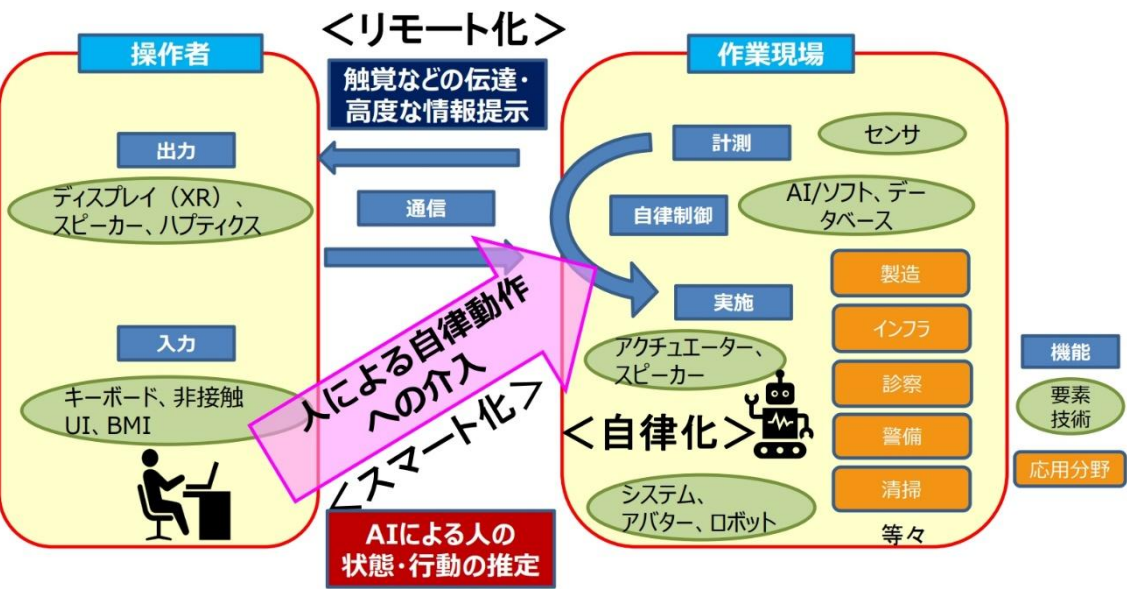 ＜リモート化＞
操作者
触覚などの伝達・
高度な情報提示
作業現場
出力
ディスプレイ（XR）、
スピーカー、ハプティクス
通信
計測
センサ
自律制御
AI/ソフト、デー
タベース
実施
アクチュエーター、
スピーカー
入力
キーボード、非接触
UI、BMI
人による自律動作
への介入
＜スマート化＞
AIによる人の
状態・行動の推定
＜自律化＞
システム、
アバター、ロボット
製造
インフラ
診察
警備
清掃
等々
機能
要素
技術
応用分野